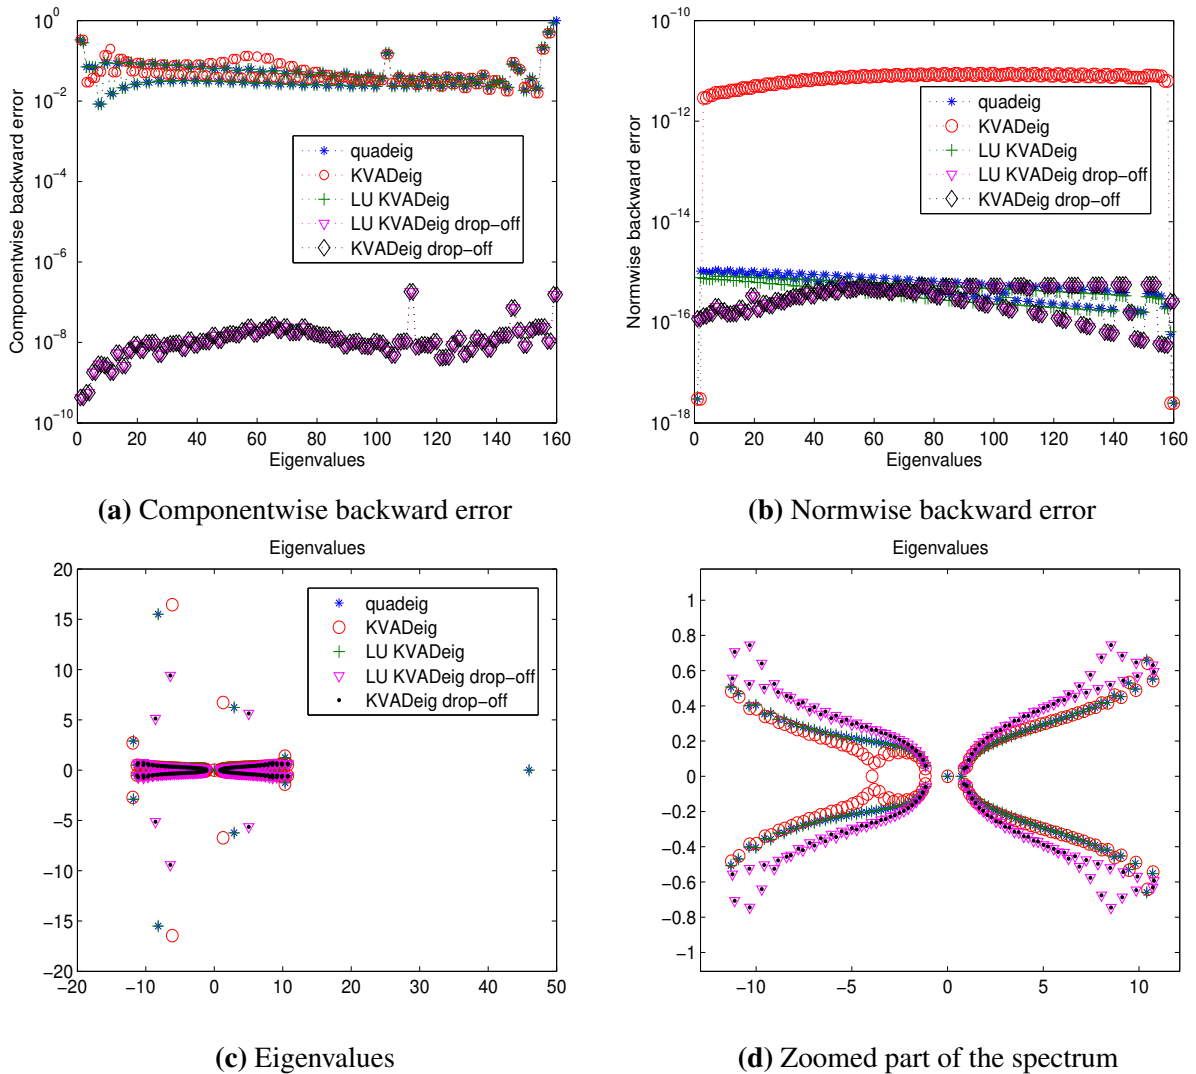 10^0
10^-2
10^-4
10^-6
10^-8
10^-10
Componentwise backward error
quadeig
KVADeig
LU KVADeig
LU KVADeig drop-off
KVADeig drop-off
0 20 40 60 80 100 120 140 160
Eigenvalues
(a) Componentwise backward error
10^-10
10^-12
10^-14
10^-16
10^-18
Normwise backward error
quadeig
KVADeig
LU KVADeig
LU KVADeig drop-off
KVADeig drop-off
0 20 40 60 80 100 120 140 160
Eigenvalues
(b) Normwise backward error
Eigenvalues
20
15
10
5
0
-5
-10
-15
-20
quadeig
KVADeig
LU KVADeig
LU KVADeig drop-off
KVADeig drop-off
-20 -10 0 10 20 30 40 50
(c) Eigenvalues
Eigenvalues
1
0.8
0.6
0.4
0.2
0
-0.2
-0.4
-0.6
-0.8
-1
-10 -5 0 5 10
(d) Zoomed part of the spectrum